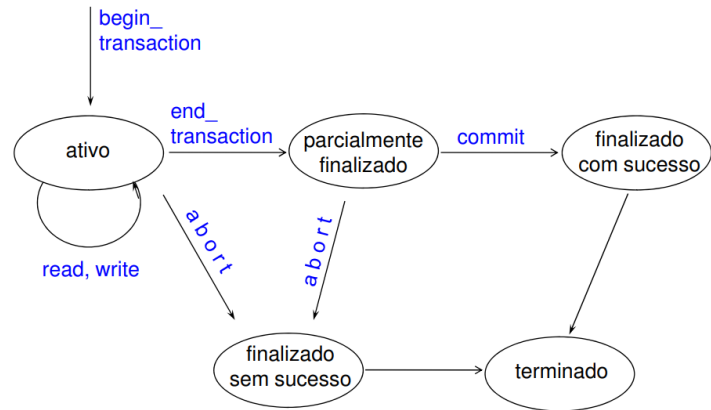 begin_
transaction
ativo
end_
transaction
parcialmente
finalizado
commit
finalizado
com sucesso
read, write
abort
abort
finalizado
sem sucesso
terminado